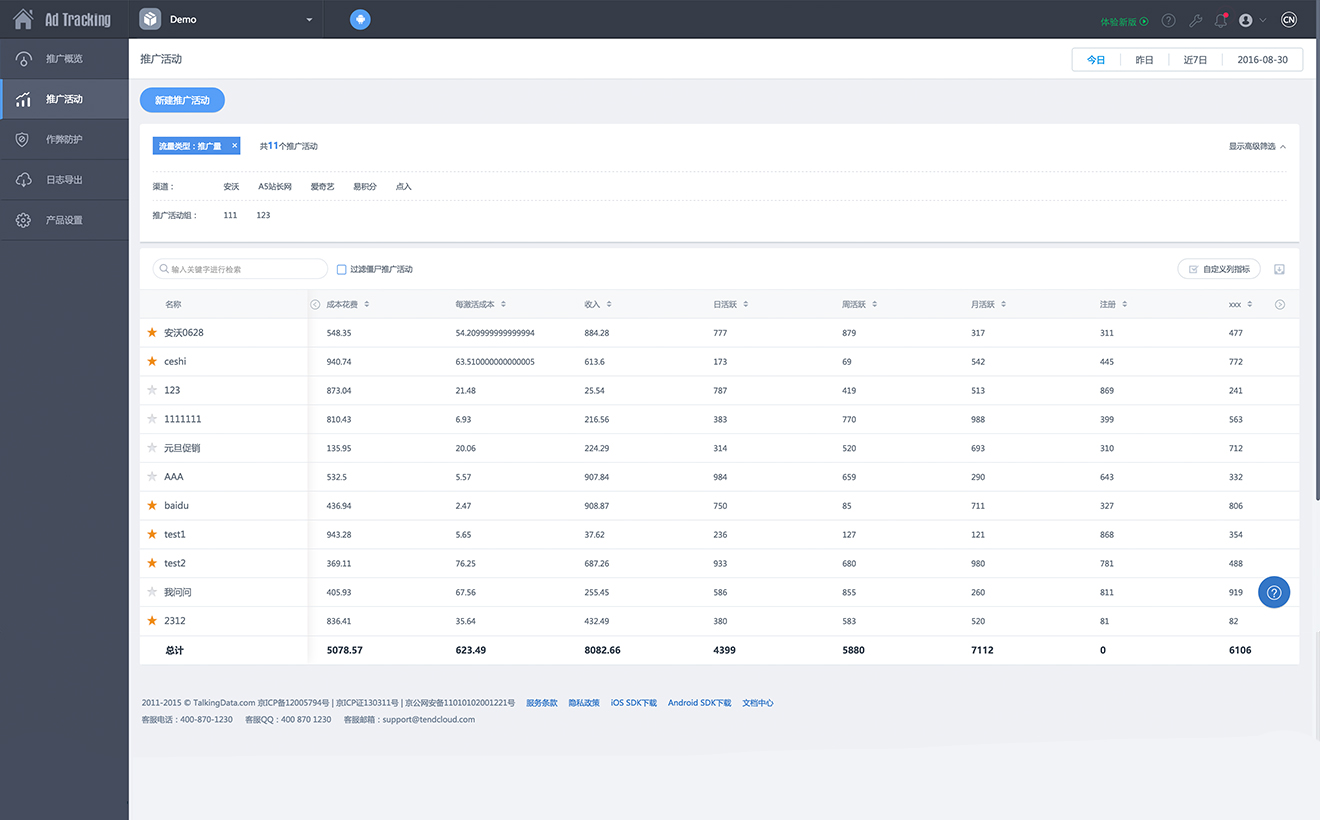 Ad Tracking
Demo
体验新版
CN
推广概览
推广活动
作弊防护
日志导出
产品设置
推广活动
今日 昨日 近7日 2016-08-30
新建推广活动
流量类型：推广量 × 共11个推广活动 显示高级筛选
渠道： 安沃 A5站长网 爱奇艺 易积分 点入
推广活动组： 111 123
输入关键字进行检索 过滤僵尸推广活动 自定义列指标
名称 成本花费 每激活成本 收入 日活跃 周活跃 月活跃 注册 xxx
安沃0628 548.35 54.209999999999994 884.28 777 879 317 311 477
ceshi 940.74 63.510000000000005 613.6 173 69 542 445 772
123 873.04 21.48 25.54 787 419 513 869 241
1111111 810.43 6.93 216.56 383 770 988 399 563
元旦促销 135.95 20.06 224.29 314 520 693 310 712
AAA 532.5 5.57 907.84 984 659 290 643 332
baidu 436.94 2.47 908.87 750 85 711 327 806
test1 943.28 5.65 37.62 236 127 121 868 354
test2 369.11 76.25 687.26 933 680 980 781 488
我问问 405.93 67.56 255.45 586 855 260 811 919
2312 836.41 35.64 432.49 380 583 520 81 82
总计 5078.57 623.49 8082.66 4399 5880 7112 0 6106
2011-2015 © TalkingData.com 京ICP备12005794号 | 京ICP证130311号 | 京公网安备11010102001221号 服务条款 隐私政策 iOS SDK下载 Android SDK下载 文档中心
客服电话：400-870-1230 客服QQ：400 870 1230 客服邮箱：support@tendcloud.com